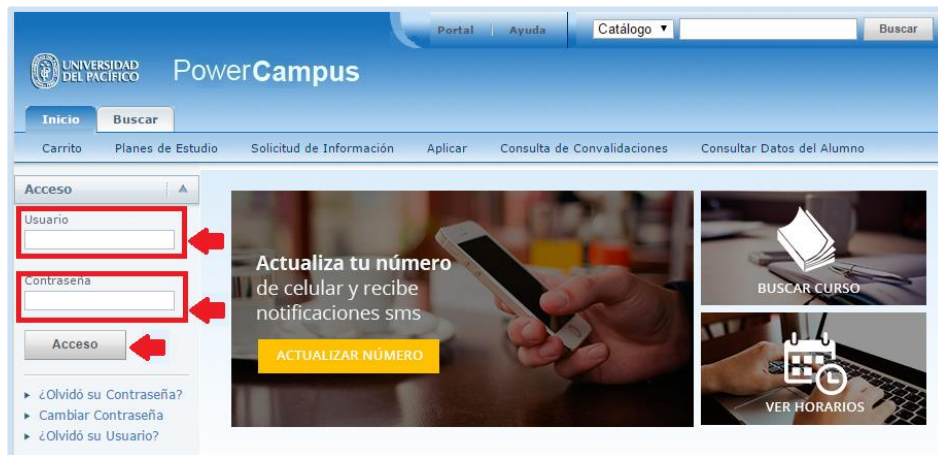 Portal
Ayuda
Catálogo
Buscar
UNIVERSIDAD
DEL PACÍFICO
PowerCampus
Inicio
Buscar
Carrito
Planes de Estudio
Solicitud de Información
Aplicar
Consulta de Convalidaciones
Consultar Datos del Alumno
Acceso
Usuario
Contraseña
Acceso
¿Olvidó su Contraseña?
Cambiar Contraseña
¿Olvidó su Usuario?
Actualiza tu número
de celular y recibe
notificaciones sms
ACTUALIZAR NÚMERO
BUSCAR CURSO
VER HORARIOS